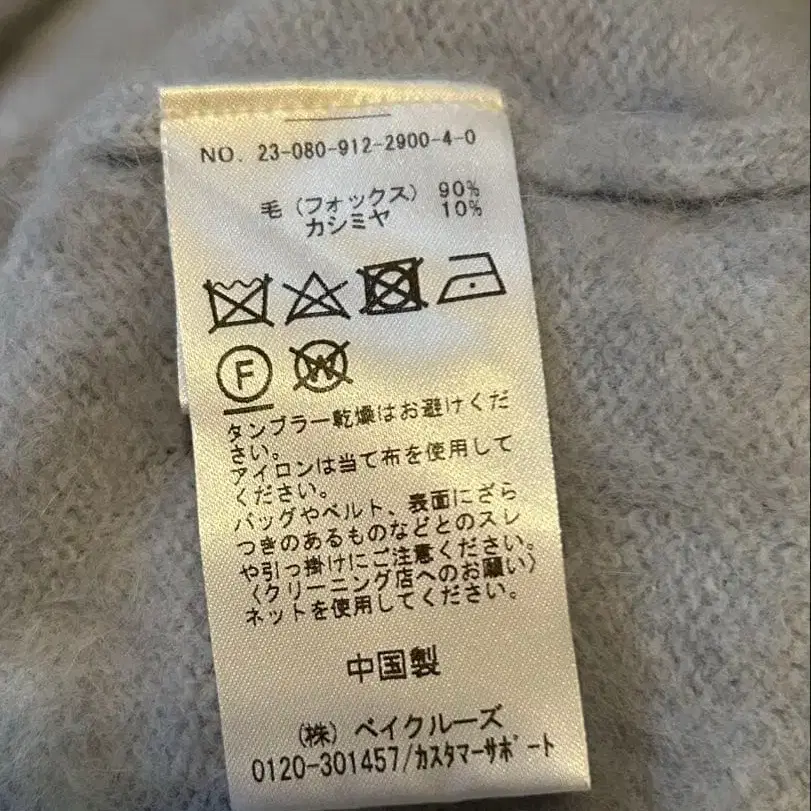 NO. 23-080-912-2900-4-0
毛（フォックス） 90%
カシミヤ 10%
F
W
タンブラー乾燥はお避けくだ
さい。
アイロンは当て布を使用して
ください。
バッグやベルト、表面にざら
つきのあるものなどとのスレ
や引っ掛けにご注意ください。
〈クリーニング店へのお願い〉
ネットを使用してください。
中国製
（株）ベイクルーズ
0120-301457/ｶｽﾀﾏｰｻﾎﾟｰﾄ